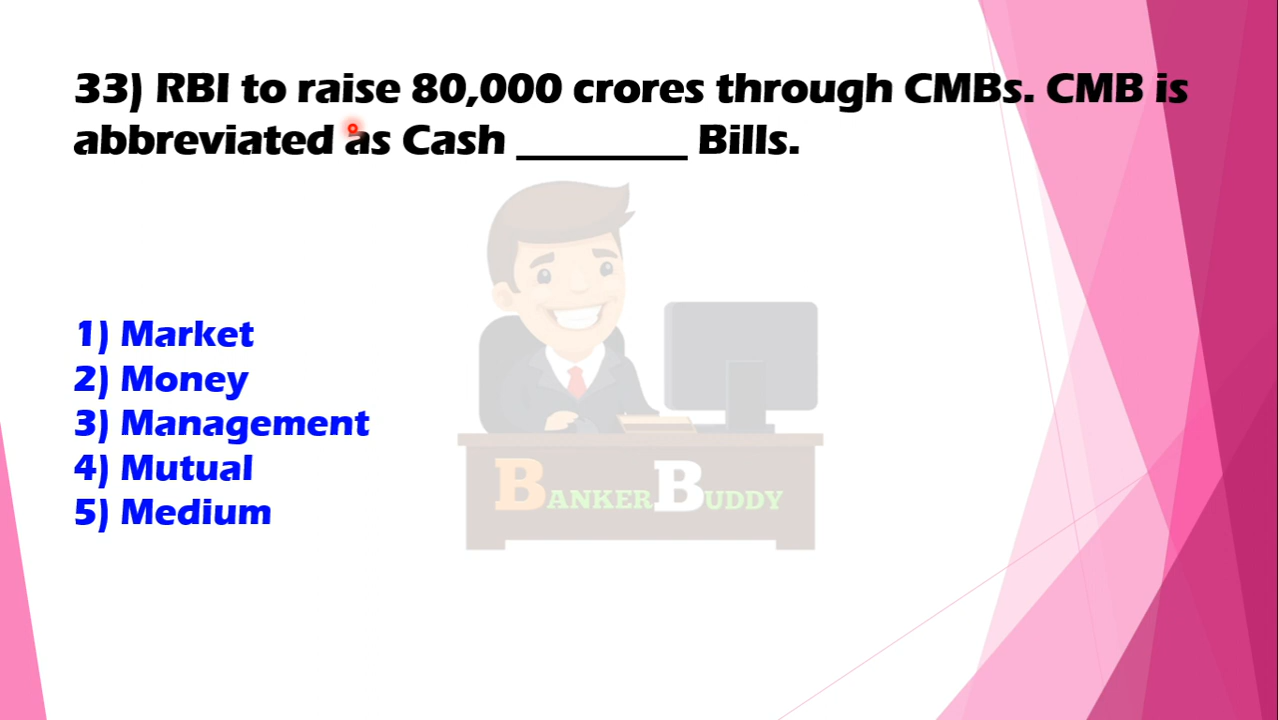 33) RBI to raise 80,000 crores through CMBs. CMB is
abbreviated as Cash ________ Bills.
1) Market
2) Money
3) Management
4) Mutual
5) Medium
BANKERBUDDY